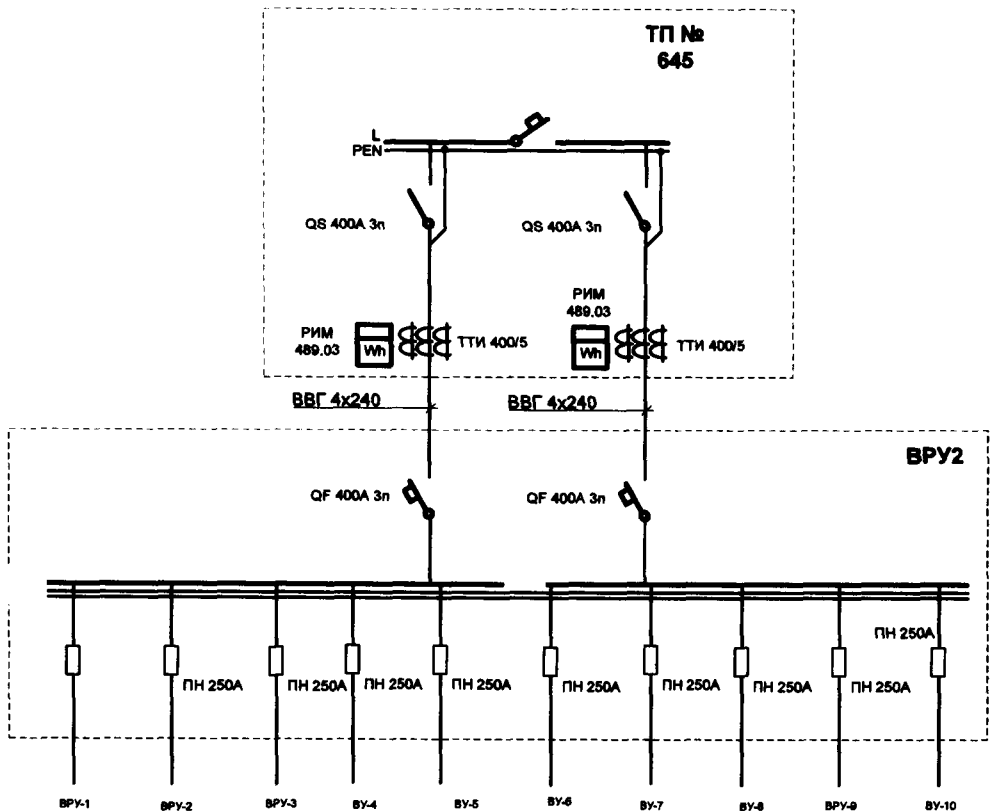 ТП №
645
L
PEN
QS 400А 3п
QS 400А 3п
РИМ
489.03
Wh
ТТИ 400/5
РИМ
489.03
Wh
ТТИ 400/5
ВВГ 4х240
ВВГ 4х240
ВРУ2
QF 400А 3п
QF 400А 3п
ПН 250А
ПН 250А
ПН 250А
ПН 250А
ПН 250А
ПН 250А
ПН 250А
ПН 250А
ПН 250А
ВРУ-1
ВРУ-2
ВРУ-3
ВУ-4
ВУ-5
ВУ-6
ВУ-7
ВУ-8
ВРУ-9
ВУ-10